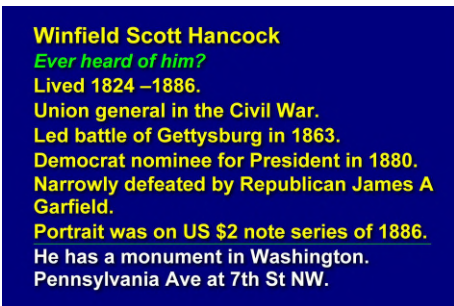 Winfield Scott Hancock
Ever heard of him?
Lived 1824 –1886.
Union general in the Civil War.
Led battle of Gettysburg in 1863.
Democrat nominee for President in 1880.
Narrowly defeated by Republican James A
Garfield.
Portrait was on US $2 note series of 1886.
He has a monument in Washington.
Pennsylvania Ave at 7th St NW.